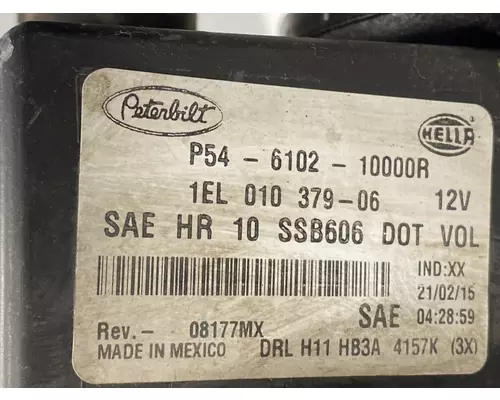 Peterbilt
HELLA
P54 - 6102 - 10000R
1EL 010 379-06 12V
SAE HR 10 SSB606 DOT VOL
IND:XX
21/02/15
SAE 04:28:59
Rev.- 08177MX
MADE IN MEXICO DRL H11 HB3A 4157K (3X)